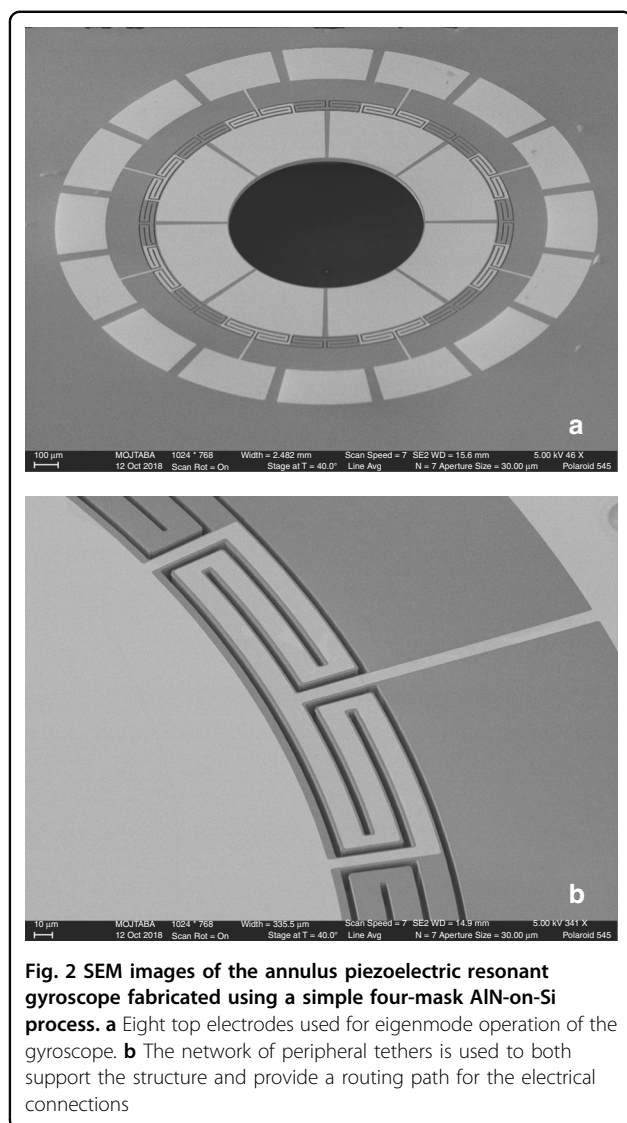 a
100 µm MOJTABA 1024 * 768 Width = 2.482 mm Scan Speed = 7 SE2 WD = 15.6 mm 5.00 kV 46 X
12 Oct 2018 Scan Rot = On Stage at T = 40.0° Line Avg N = 7 Aperture Size = 30.00 µm Polaroid 545
b
10 µm MOJTABA 1024 * 768 Width = 335.5 µm Scan Speed = 7 SE2 WD = 14.9 mm 5.00 kV 341 X
12 Oct 2018 Scan Rot = On Stage at T = 40.0° Line Avg N = 7 Aperture Size = 30.00 µm Polaroid 545
Fig. 2 SEM images of the annulus piezoelectric resonant
gyroscope fabricated using a simple four-mask AlN-on-Si
process. a Eight top electrodes used for eigenmode operation of the
gyroscope. b The network of peripheral tethers is used to both
support the structure and provide a routing path for the electrical
connections